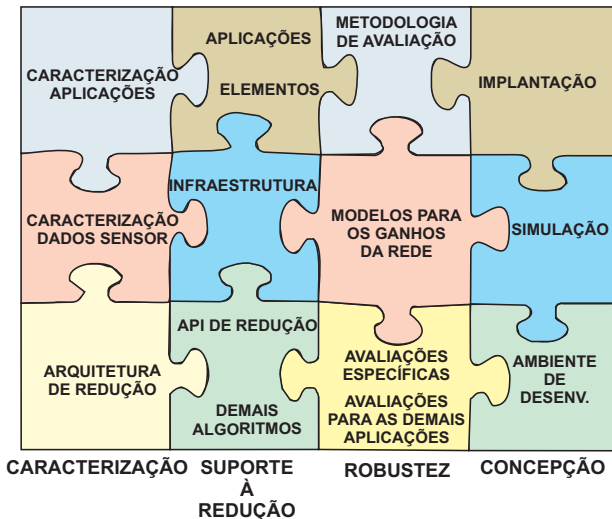 CARACTERIZAÇÃO
APLICAÇÕES
APLICAÇÕES
ELEMENTOS
METODOLOGIA
DE AVALIAÇÃO
IMPLANTAÇÃO
CARACTERIZAÇÃO
DADOS SENSOR
INFRAESTRUTURA
MODELOS PARA
OS GANHOS
DA REDE
SIMULAÇÃO
ARQUITETURA
DE REDUÇÃO
API DE REDUÇÃO
DEMAIS
ALGORITMOS
AVALIAÇÕES
ESPECÍFICAS
AVALIAÇÕES
PARA AS DEMAIS
APLICAÇÕES
AMBIENTE
DE
DESENV.
CARACTERIZAÇÃO
SUPORTE
À
REDUÇÃO
ROBUSTEZ
CONCEPÇÃO